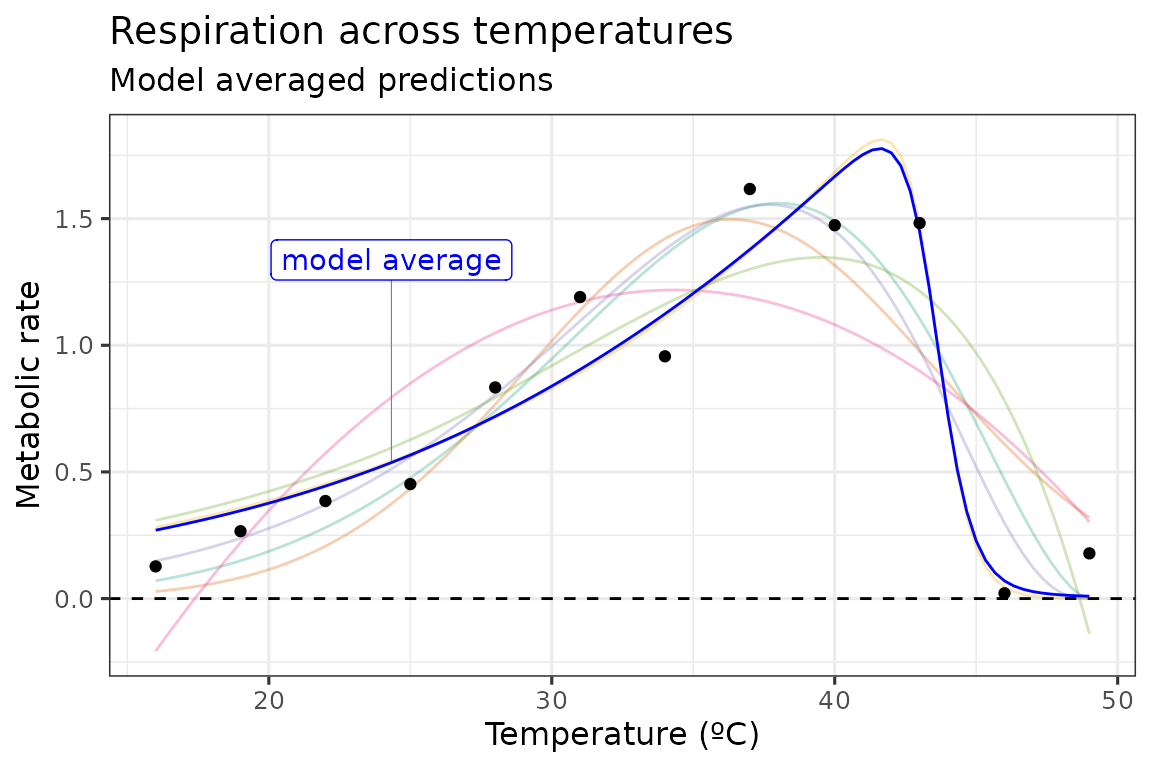 Respiration across temperatures
Model averaged predictions
Metabolic rate
1.5
1.0
0.5
0.0
model average
20
30
40
50
Temperature (ºC)